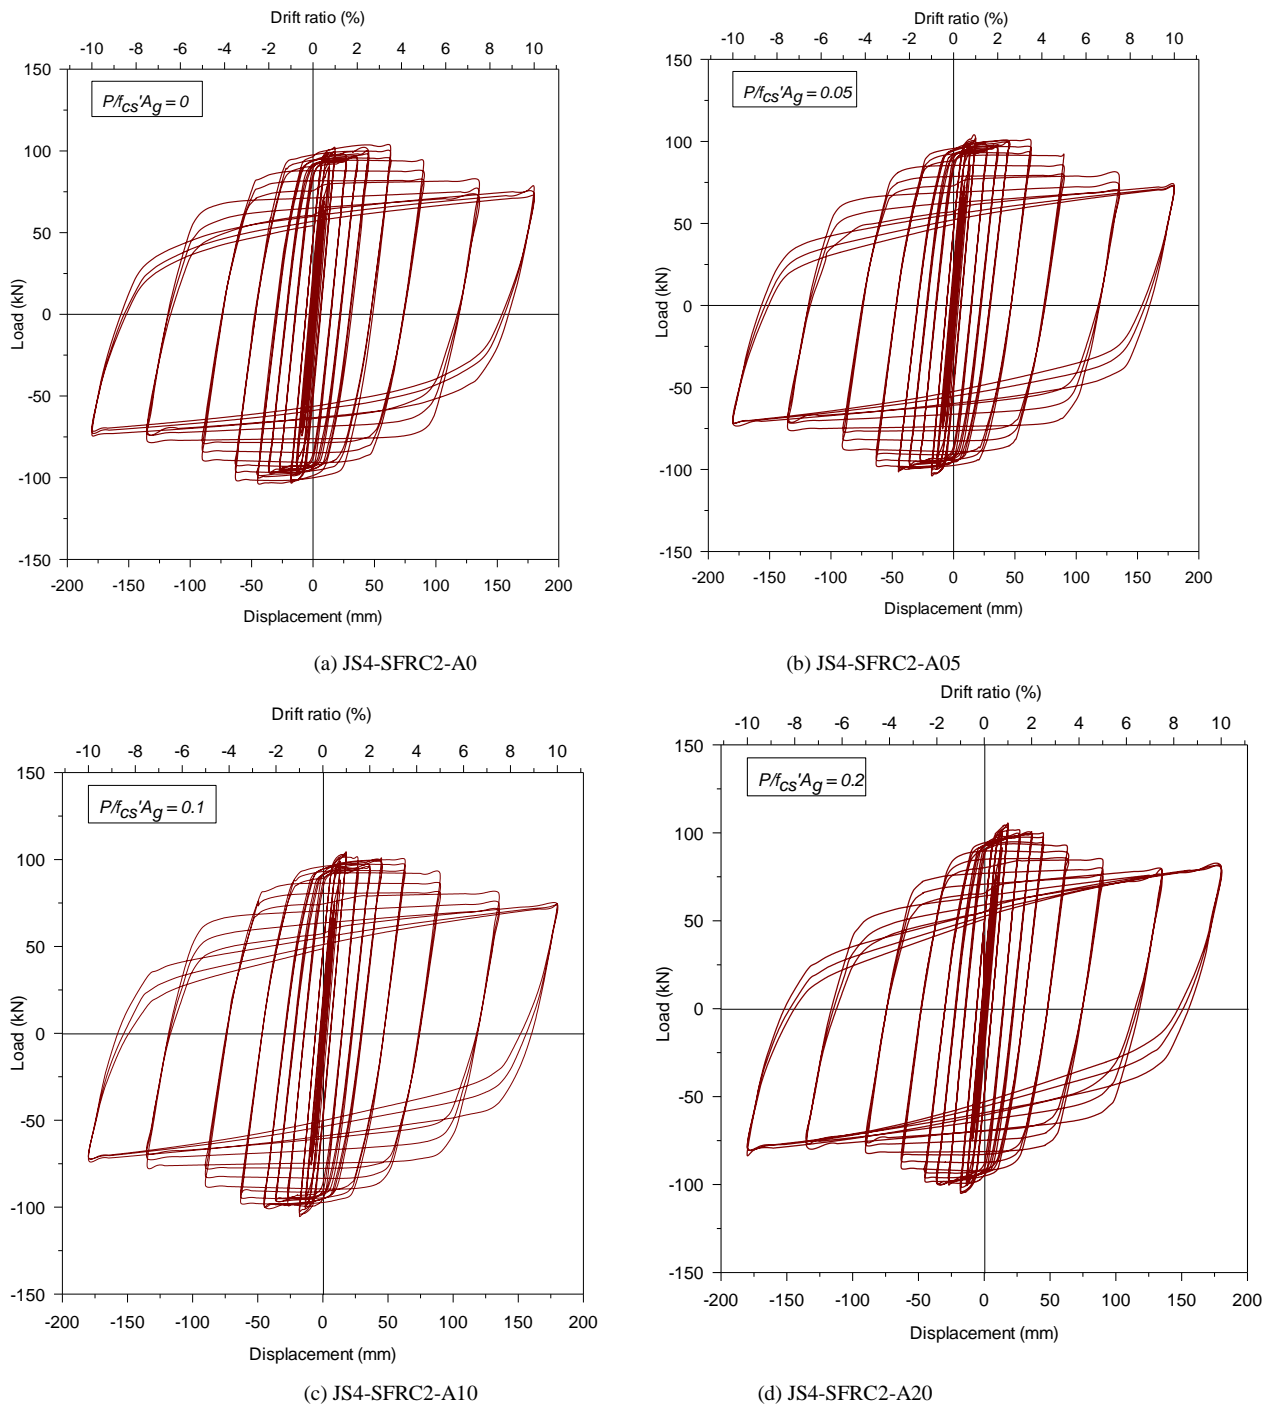 Drift ratio (%)
-10 -8 -6 -4 -2 0 2 4 6 8 10
P/fcs'Ag = 0
150
100
50
0
-50
-100
-150
Load (kN)
-200 -150 -100 -50 0 50 100 150 200
Displacement (mm)
(a) JS4-SFRC2-A0
Drift ratio (%)
-10 -8 -6 -4 -2 0 2 4 6 8 10
P/fcs'Ag = 0.05
150
100
50
0
-50
-100
-150
Load (kN)
-200 -150 -100 -50 0 50 100 150 200
Displacement (mm)
(b) JS4-SFRC2-A05
Drift ratio (%)
-10 -8 -6 -4 -2 0 2 4 6 8 10
P/fcs'Ag = 0.1
150
100
50
0
-50
-100
-150
Load (kN)
-200 -150 -100 -50 0 50 100 150 200
Displacement (mm)
(c) JS4-SFRC2-A10
Drift ratio (%)
-10 -8 -6 -4 -2 0 2 4 6 8 10
P/fcs'Ag = 0.2
150
100
50
0
-50
-100
-150
Load (kN)
-200 -150 -100 -50 0 50 100 150 200
Displacement (mm)
(d) JS4-SFRC2-A20